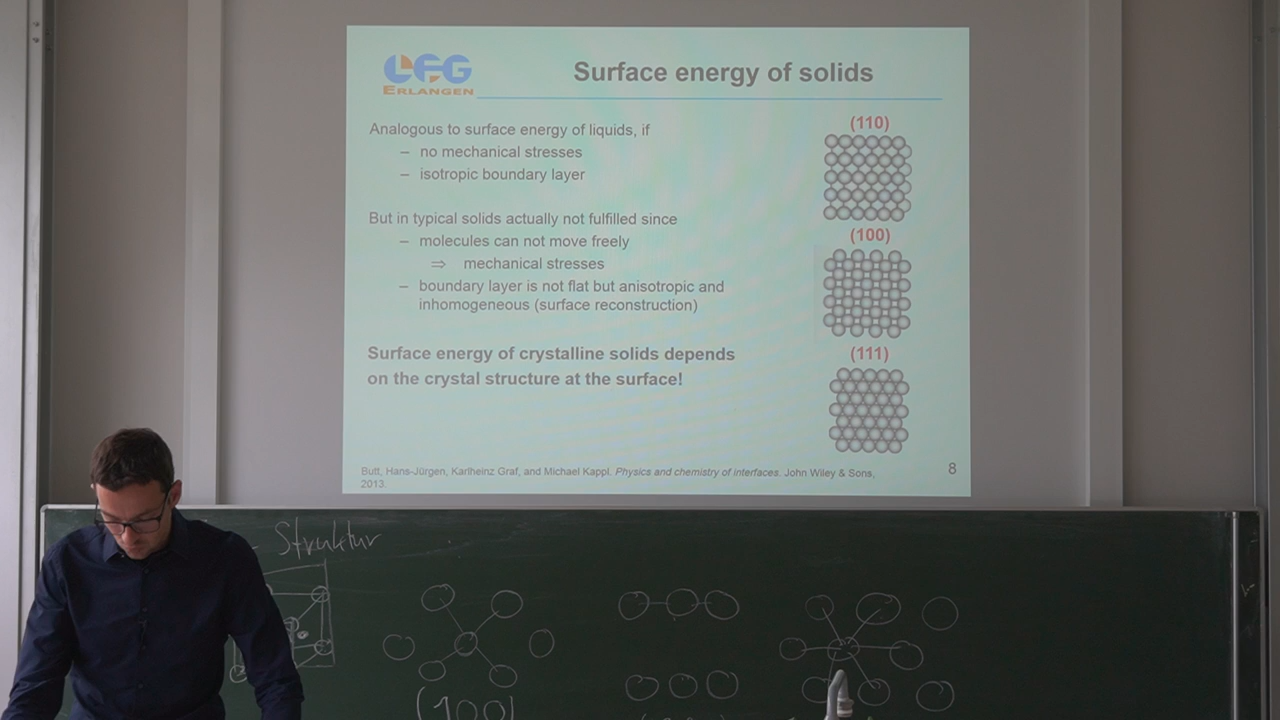 LFG
ERLANGEN
Surface energy of solids
Analogous to surface energy of liquids, if
– no mechanical stresses
– isotropic boundary layer
But in typical solids actually not fulfilled since
– molecules can not move freely
⇒ mechanical stresses
– boundary layer is not flat but anisotropic and
inhomogeneous (surface reconstruction)
Surface energy of crystalline solids depends
on the crystal structure at the surface!
(110)
(100)
(111)
Butt, Hans-Jürgen, Karlheinz Graf, and Michael Kappl. Physics and chemistry of interfaces. John Wiley & Sons,
2013.
8
- Struktur
(100)